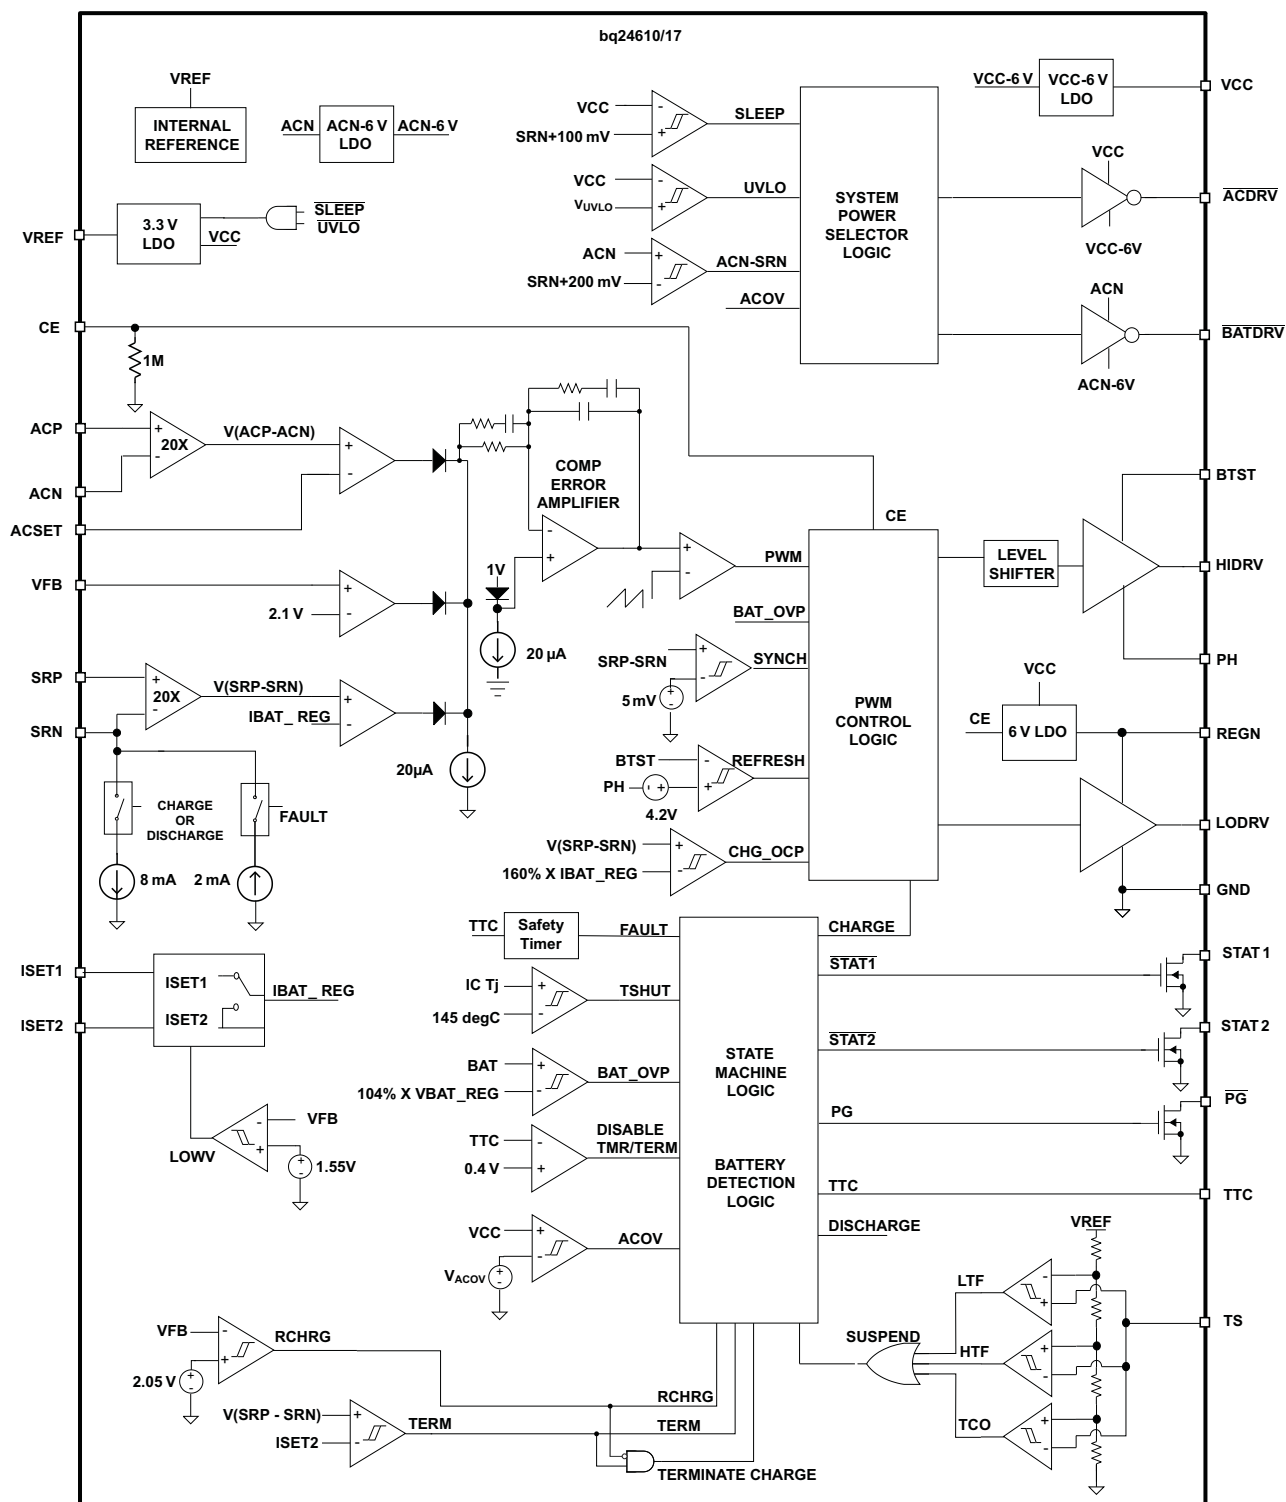 bq24610/17
VREF
INTERNAL
REFERENCE
ACN
ACN-6 V
LDO
ACN-6 V
VCC
SRN+100 mV
-
+
SLEEP
VCC-6 V
VCC-6 V
LDO
VCC
VREF
3.3 V
LDO
VCC
SLEEP
UVLO
VCC
VUVLO
-
+
UVLO
ACN
SRN+200 mV
+
-
ACN-SRN
ACOV
SYSTEM
POWER
SELECTOR
LOGIC
VCC
VCC-6V
ACDRV
ACN
ACN-6V
BATDRV
CE
1M
ACP
ACN
+
-
20X
V(ACP-ACN)
+
-
ACSET
COMP
ERROR
AMPLIFIER
-
+
VFB
2.1 V
+
-
1V
20 µA
+
-
PWM
SRP
SRN
+
-
20X
V(SRP-SRN)
IBAT_ REG
+
-
20µA
CHARGE
OR
DISCHARGE
FAULT
8 mA
2 mA
BAT_OVP
SRP-SRN
+
-
SYNCH
5 mV
+
-
BTST
PH
-
+
REFRESH
- +
4.2V
V(SRP-SRN)
160% X IBAT_REG
+
-
CHG_OCP
CE
PWM
CONTROL
LOGIC
LEVEL
SHIFTER
BTST
HIDRV
PH
VCC
CE
6 V LDO
REGN
LODRV
GND
ISET1
ISET2
ISET1
ISET2
IBAT_ REG
LOWV
-
+
VFB
+
-
1.55V
TTC
Safety
Timer
FAULT
IC Tj
145 degC
+
-
TSHUT
BAT
104% X VBAT_REG
+
-
BAT_OVP
TTC
0.4 V
-
+
DISABLE
TMR/TERM
VCC
VACOV
+
-
+
-
ACOV
STATE
MACHINE
LOGIC
BATTERY
DETECTION
LOGIC
CHARGE
STAT1
STAT 1
STAT2
STAT 2
PG
PG
TTC
TTC
DISCHARGE
VREF
LTF
-
+
SUSPEND
HTF
+
-
TCO
+
-
TS
VFB
2.05 V
-
+
+
-
RCHRG
RCHRG
V(SRP - SRN)
ISET2
+
-
TERM
TERM
TERMINATE CHARGE